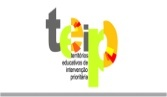 teip
territórios
educativos de
intervenção
prioritária